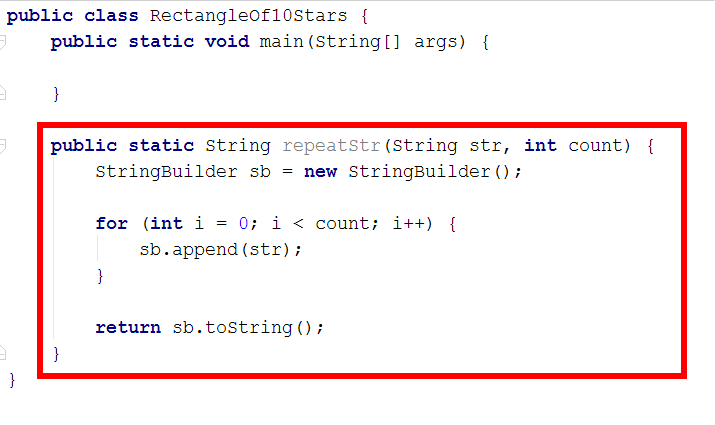 public class RectangleOf10Stars {
    public static void main(String[] args) {
    }
    public static String repeatStr(String str, int count) {
        StringBuilder sb = new StringBuilder();
        for (int i = 0; i < count; i++) {
            sb.append(str);
        }
        return sb.toString();
    }
}